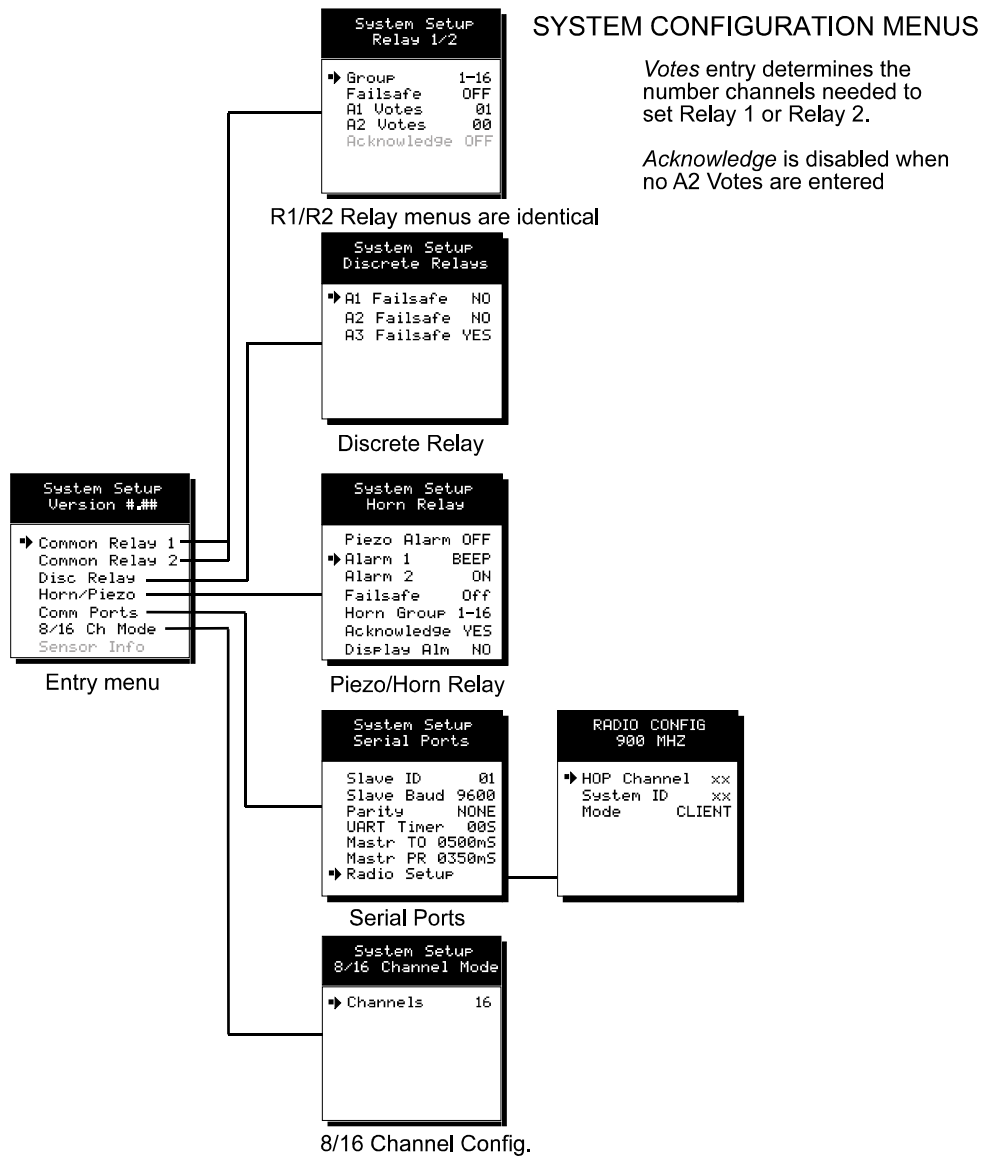 SYSTEM CONFIGURATION MENUS
Votes entry determines the
number channels needed to
set Relay 1 or Relay 2.
Acknowledge is disabled when
no A2 Votes are entered
System Setup
Relay 1/2
Group 1-16
Failsafe OFF
A1 Votes 01
A2 Votes 00
Acknowledge OFF
R1/R2 Relay menus are identical
System Setup
Discrete Relays
A1 Failsafe NO
A2 Failsafe NO
A3 Failsafe YES
Discrete Relay
System Setup
Version #.##
Common Relay 1
Common Relay 2
Disc Relay
Horn/Piezo
Comm Ports
8/16 Ch Mode
Sensor Info
Entry menu
System Setup
Horn Relay
Piezo Alarm OFF
Alarm 1 BEEP
Alarm 2 ON
Failsafe Off
Horn Group 1-16
Acknowledge YES
Display Alm NO
Piezo/Horn Relay
System Setup
Serial Ports
Slave ID 01
Slave Baud 9600
Parity NONE
UART Timer 00S
Mastr TO 0500mS
Mastr PR 0350mS
Radio Setup
Serial Ports
RADIO CONFIG
900 MHZ
HOP Channel xx
System ID xx
Mode CLIENT
System Setup
8/16 Channel Mode
Channels 16
8/16 Channel Config.